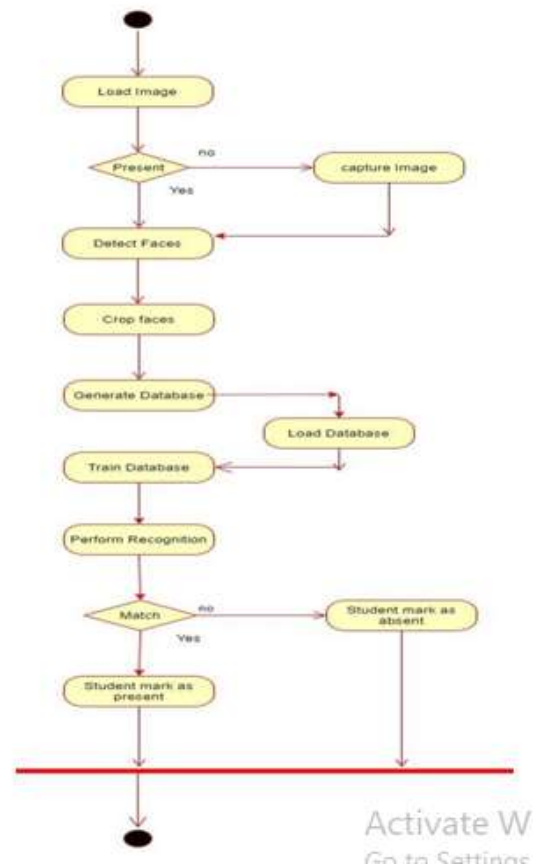 Load Image
no
Present
capture Image
Yes
Detect Faces
Crop faces
Generate Database
Load Database
Train Database
Perform Recognition
Match
no
Student mark as
absent
Yes
Student mark as
present
Activate W
Go to Settings